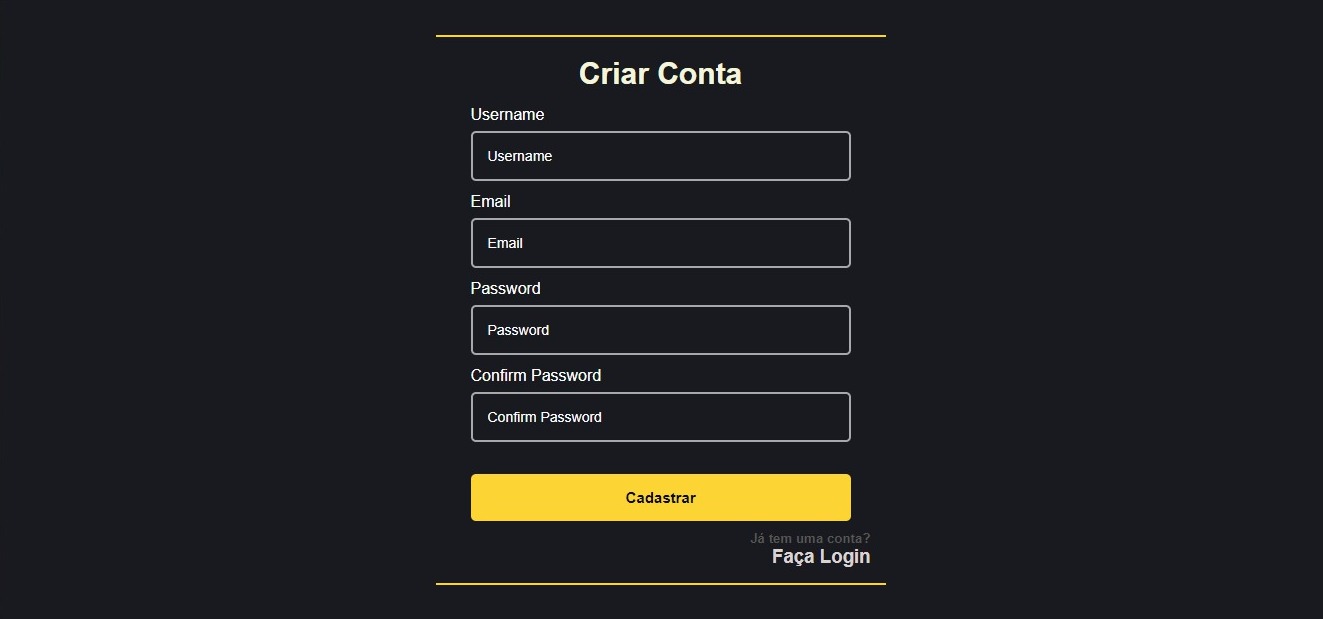 Criar Conta
Username
Username
Email
Email
Password
Password
Confirm Password
Confirm Password
Cadastrar
Já tem uma conta?
Faça Login